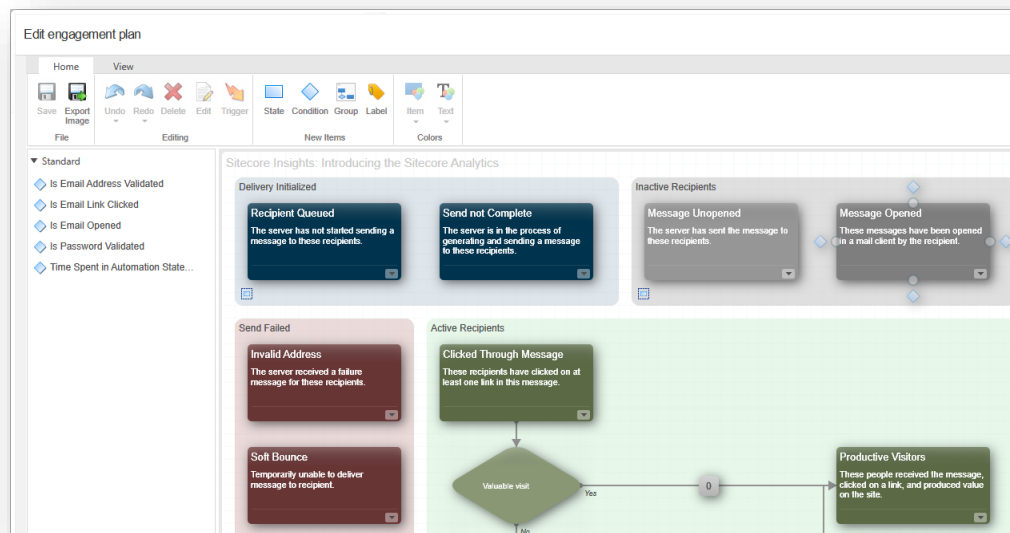 Edit engagement plan
Home
View
Save
Export
Image
Undo
Redo
Delete
Edit
Trigger
State
Condition
Group
Label
Item
Text
File
Editing
New Items
Colors
Standard
Is Email Address Validated
Is Email Link Clicked
Is Email Opened
Is Password Validated
Time Spent in Automation State...
Sitecore Insights: Introducing the Sitecore Analytics
Delivery Initialized
Recipient Queued
The server has not started sending a
message to these recipients.
Send not Complete
The server is in the process of
generating and sending a message
to these recipients.
Inactive Recipients
Message Unopened
The server has sent the message to
these recipients.
Message Opened
These messages have been opened
in a mail client by the recipient.
Send Failed
Invalid Address
The server received a failure
message for these recipients.
Soft Bounce
Temporarily unable to deliver
message to recipient.
Active Recipients
Clicked Through Message
These recipients have clicked on at
least one link in this message.
Valuable visit
Yes
0
No
Productive Visitors
These people received the message,
clicked on a link, and produced value
on the site.